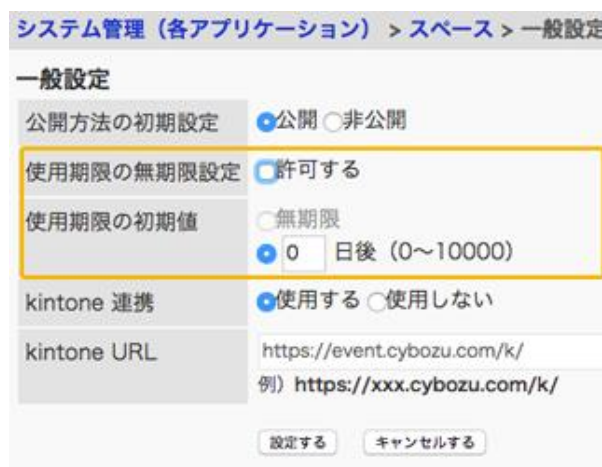 システム管理（各アプリケーション） > スペース > 一般設定
一般設定
公開方法の初期設定 公開 非公開
使用期限の無期限設定 許可する
使用期限の初期値 無期限
0 日後（0～10000）
kintone 連携 使用する 使用しない
kintone URL https://event.cybozu.com/k/
例）https://xxx.cybozu.com/k/
設定する キャンセルする